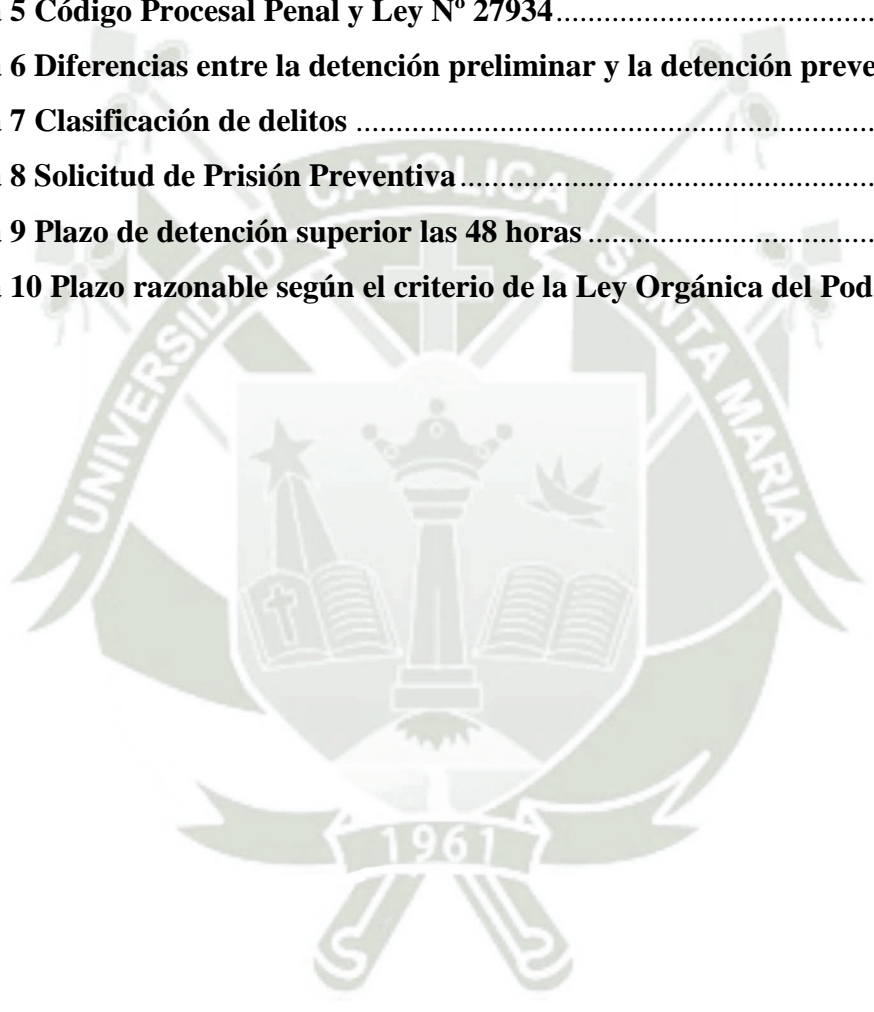 a 5 Código Procesal Penal y Ley Nº 27934
a 6 Diferencias entre la detención preliminar y la detención preve
a 7 Clasificación de delitos
a 8 Solicitud de Prisión Preventiva
a 9 Plazo de detención superior las 48 horas
a 10 Plazo razonable según el criterio de la Ley Orgánica del Pod
UNIVERSIDAD CATOLICA SANTA MARIA
1961